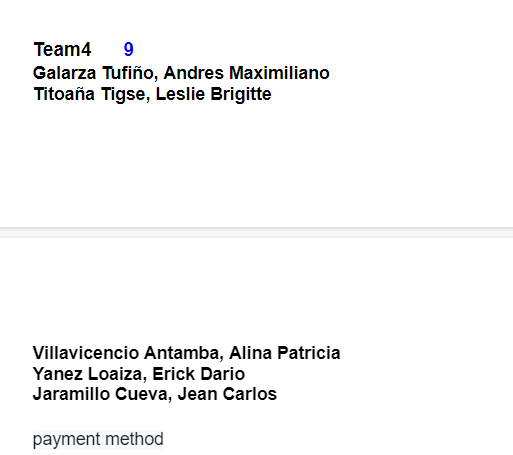 Team4 9
Galarza Tufiño, Andres Maximiliano
Titoaña Tigse, Leslie Brigitte
Villavicencio Antamba, Alina Patricia
Yanez Loaiza, Erick Dario
Jaramillo Cueva, Jean Carlos
payment method